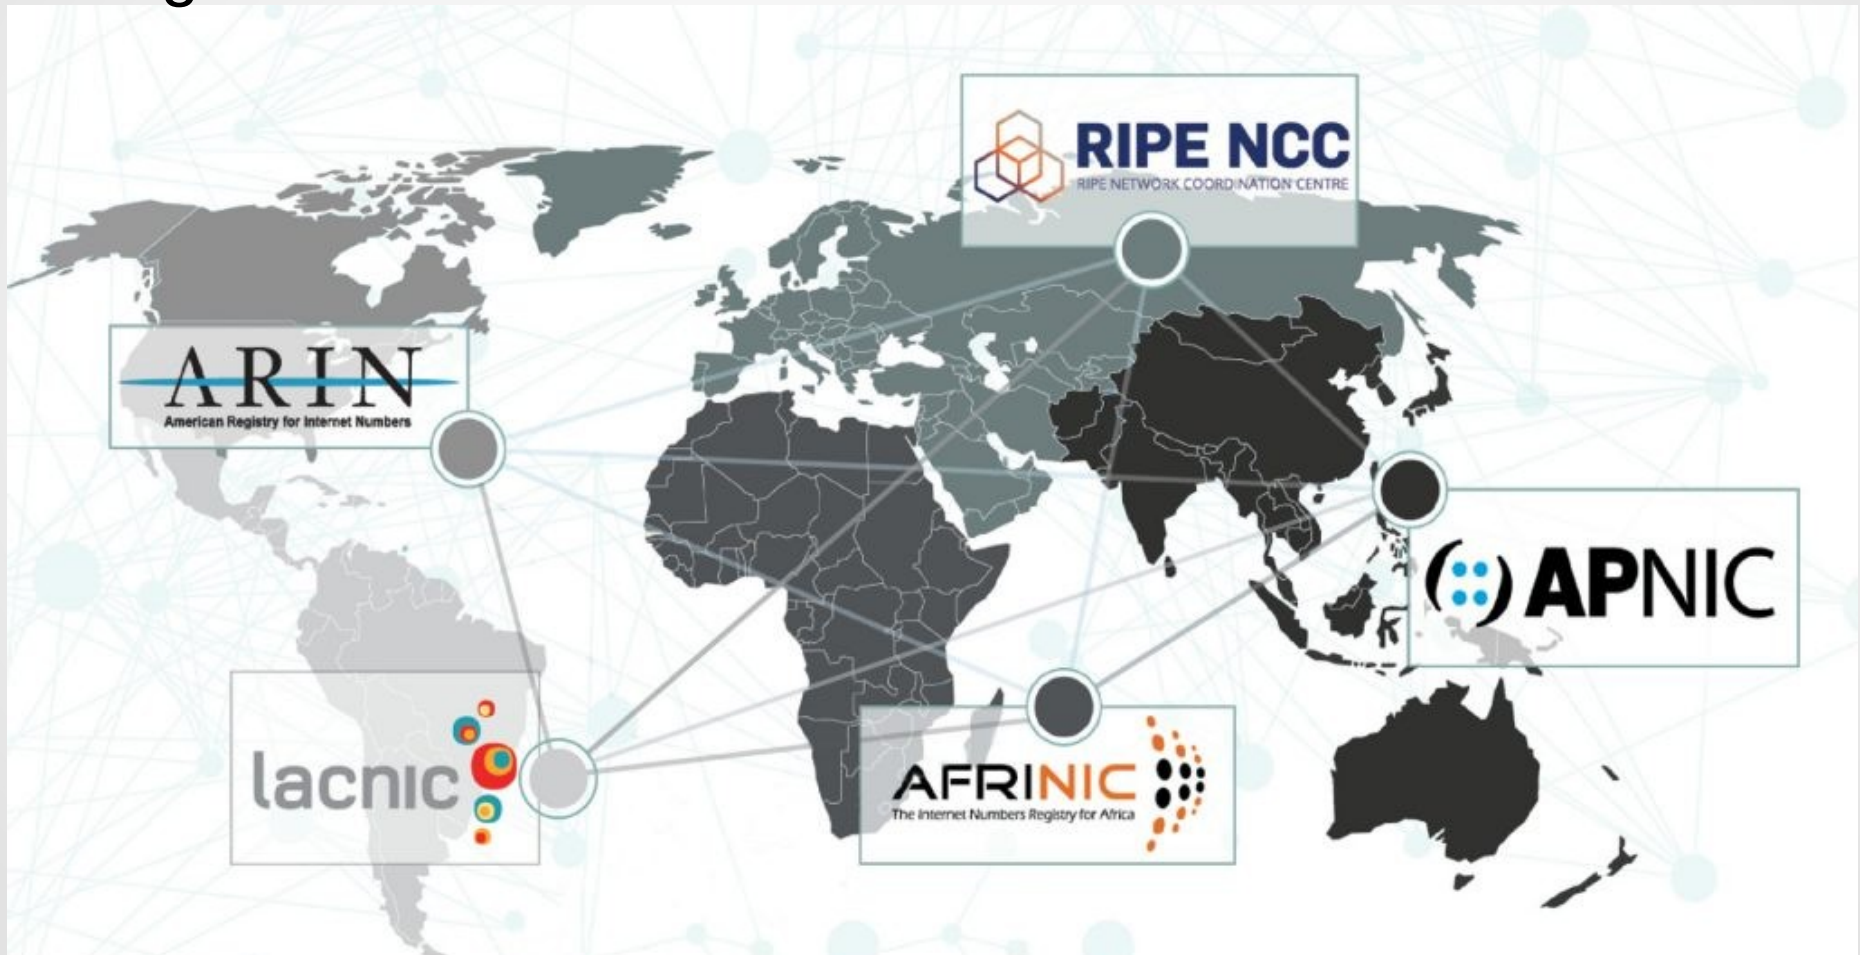 RIPE NCC
RIPE NETWORK COORDINATION CENTRE
ARIN
American Registry for Internet Numbers
APNIC
lacnic
AFRINIC
The Internet Numbers Registry for Africa